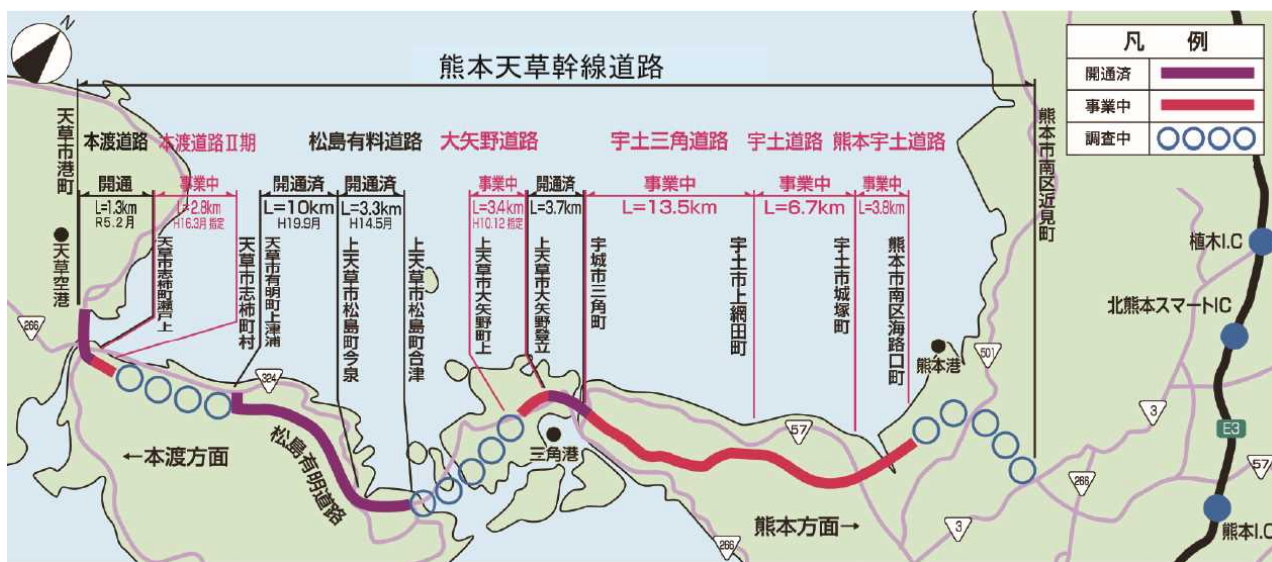 N
熊本天草幹線道路
凡 例
開通済
事業中
調査中
天草市港町
本渡道路
本渡道路Ⅱ期
松島有料道路
大矢野道路
宇土三角道路
宇土道路
熊本宇土道路
熊本市南区近見町
開通
事業中
開通済
開通済
事業中
開通済
事業中
事業中
事業中
L=1.3km
L=2.8km
L=10km
L=3.3km
L=3.4km
L=3.7km
L=13.5km
L=6.7km
L=3.8km
R5.2月
H16.3月 指定
H19.9月
H14.5月
H10.12 指定
天草市志柿町瀬戸上
天草市志柿町村
天草市有明町上津浦
上天草市松島町今泉
上天草市松島町合津
上天草市大矢野町上
上天草市大矢野登立
宇城市三角町
宇土市上網田町
宇土市城塚町
熊本市南区海路口町
天草空港
266
324
松島有明道路
←本渡方面
三角港
57
熊本港
501
熊本方面→
266
3
266
3
57
E3
植木I.C
北熊本スマートIC
熊本I.C